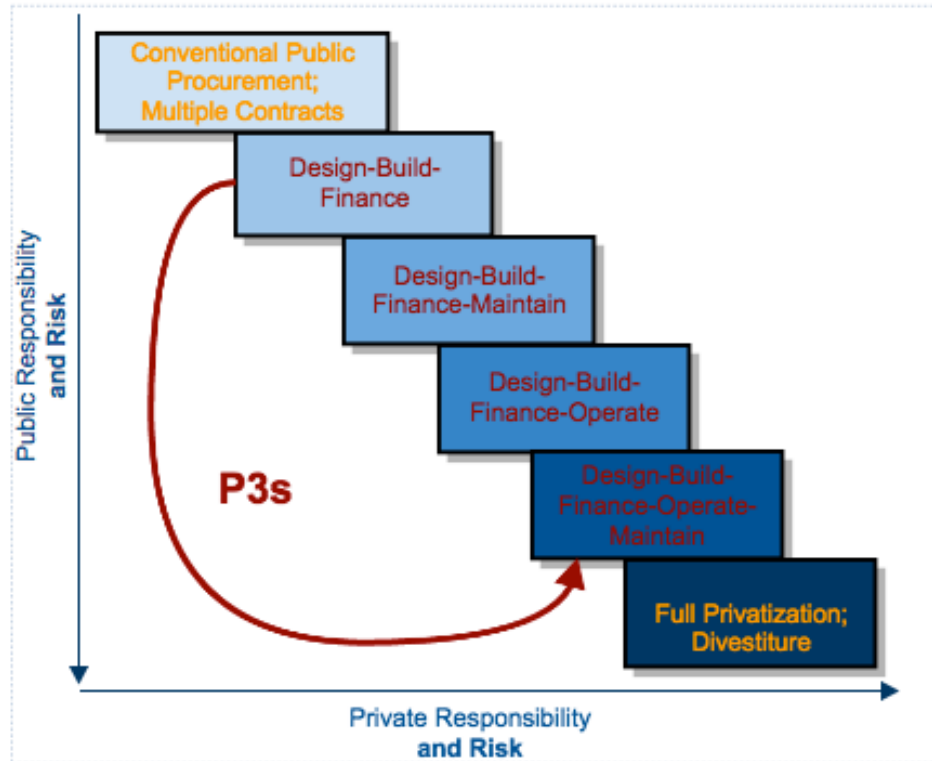 Conventional Public
Procurement;
Multiple Contracts
Design-Build-
Finance
Design-Build-
Finance-Maintain
Design-Build-
Finance-Operate
Design-Build-
Finance-Operate-
Maintain
Full Privatization;
Divestiture
P3s
Public Responsibility
and Risk
Private Responsibility
and Risk